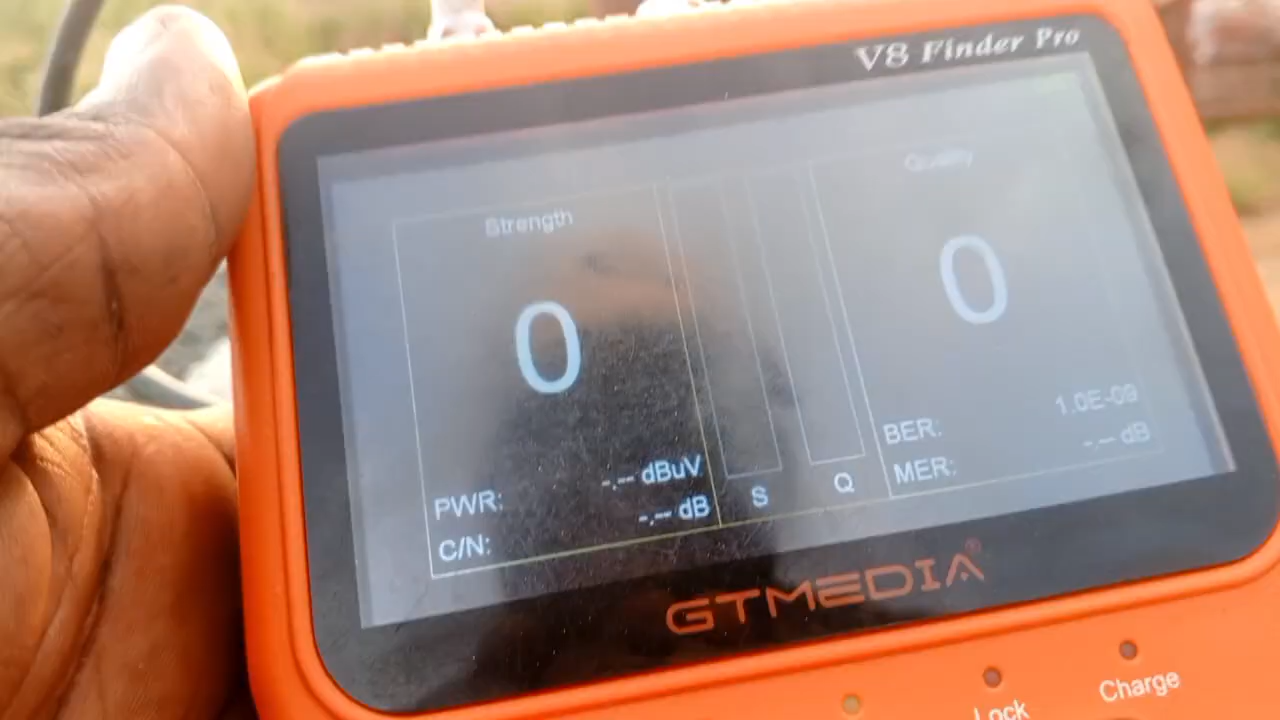 V8 Finder Pro
Strength
0
PWR: -.-- dBuV
C/N: -.-- dB
S
Q
Quality
0
BER: 1.0E-09
MER: -.-- dB
GTMEDIA®
Lock
Charge